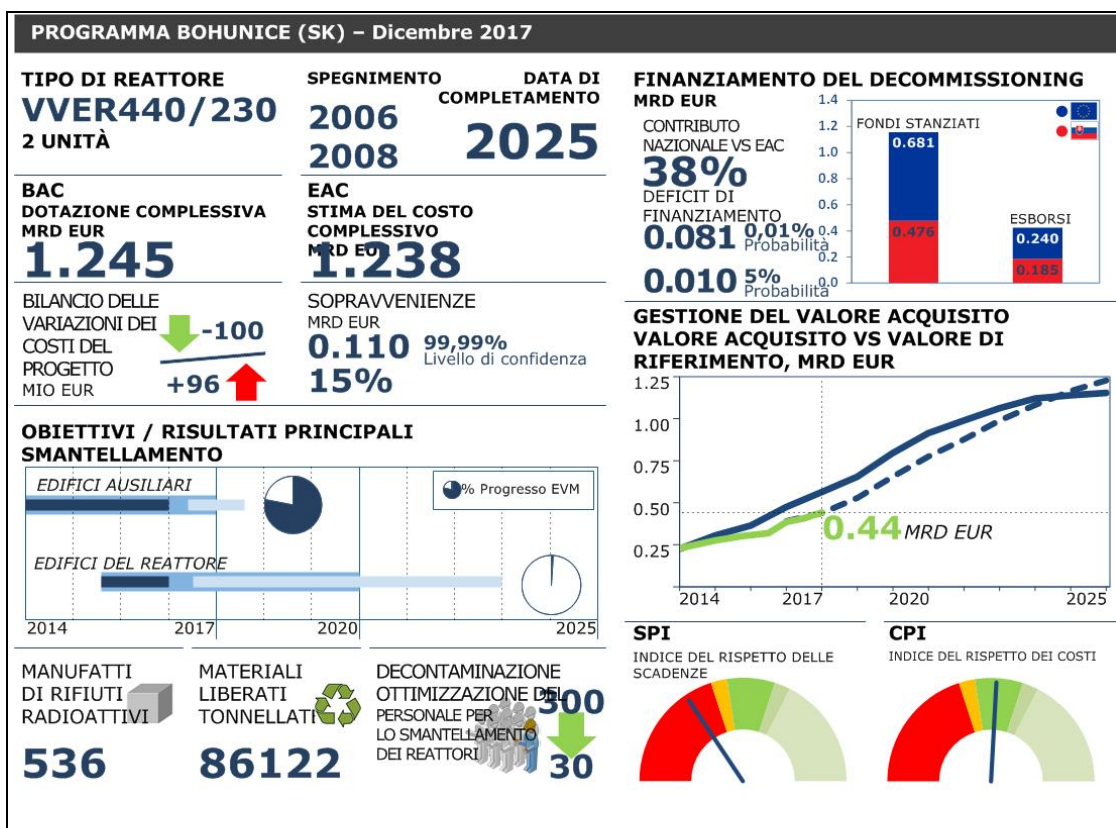 PROGRAMMA BOHUNICE (SK) – Dicembre 2017
TIPO DI REATTORE
VVER440/230
2 UNITÀ
SPEGNIMENTO
2006
2008
DATA DI
COMPLETAMENTO
2025
BAC
DOTAZIONE COMPLESSIVA
MRD EUR
1.245
EAC
STIMA DEL COSTO
COMPLESSIVO
MRD EUR
1.238
BILANCIO DELLE
VARIAZIONI DEI
COSTI DEL
PROGETTO
MIO EUR
-100
+96
SOPRAVVENIENZE
MRD EUR
0.110
99,99%
Livello di confidenza
15%
OBIETTIVI / RISULTATI PRINCIPALI
SMANTELLAMENTO
EDIFICI AUSILIARI
% Progresso EVM
EDIFICI DEL REATTORE
2014
2017
2020
2025
MANUFATTI
DI RIFIUTI
RADIOATTIVI
536
MATERIALI
LIBERATI
TONNELLATI
86122
DECONTAMINAZIONE
OTTIMIZZAZIONE DEL
PERSONALE PER
LO SMANTELLAMENTO
DEI REATTORI
300
30
FINANZIAMENTO DEL DECOMMISSIONING
MRD EUR
CONTRIBUTO
NAZIONALE VS EAC
38%
DEFICIT DI
FINANZIAMENTO
0.081
0,01%
Probabilità
0.010
5%
Probabilità
1.4
1.2
1.0
0.8
0.6
0.4
0.2
0.0
FONDI STANZIATI
0.681
0.476
ESBORSI
0.240
0.185
GESTIONE DEL VALORE ACQUISITO
VALORE ACQUISITO VS VALORE DI
RIFERIMENTO, MRD EUR
1.25
1.00
0.75
0.50
0.25
0.44 MRD EUR
2014
2017
2020
2025
SPI
INDICE DEL RISPETTO DELLE
SCADENZE
CPI
INDICE DEL RISPETTO DEI COSTI